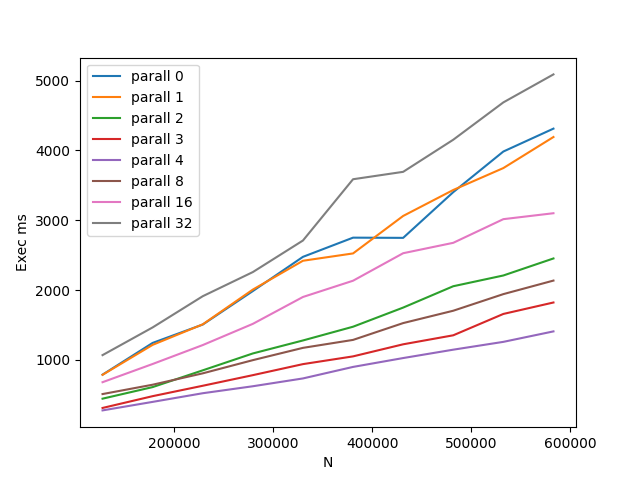 5000
4000
3000
2000
1000
Exec ms
parall 0
parall 1
parall 2
parall 3
parall 4
parall 8
parall 16
parall 32
200000 300000 400000 500000 600000
N